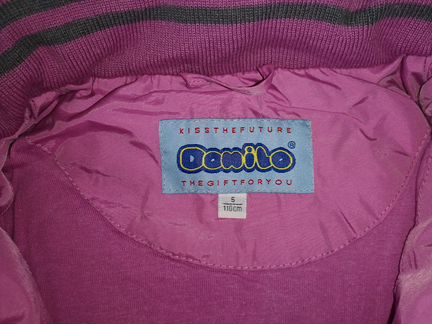 KISSTHEFUTURE
Danilo®
THEGIFTFORYOU
5
110cm